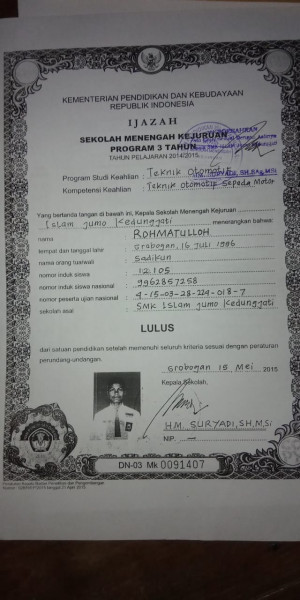 KEMENTERIAN PENDIDIKAN DAN KEBUDAYAAN
REPUBLIK INDONESIA
IJAZAH
SEKOLAH MENENGAH KEJURUAN
PROGRAM 3 TAHUN
TAHUN PELAJARAN 2014/2015
Program Studi Keahlian : Teknik Otomotif
Kompetensi Keahlian : Teknik Otomotif Sepeda Motor
Yang bertanda tangan di bawah ini, Kepala Sekolah Menengah Kejuruan
Islam Sumo Kedungjati menerangkan bahwa:
nama : ROHMATULLOH
tempat dan tanggal lahir : Grobogan, 16 Juli 1996
nama orang tua/wali : Sadikun
nomor induk siswa : 12105
nomor induk siswa nasional : 9962857258
nomor peserta ujian nasional : 4-15-03-28-224-018-7
sekolah asal : SMK Islam Sumo Kedungjati
LULUS
dari satuan pendidikan setelah memenuhi seluruh kriteria sesuai dengan peraturan
perundang-undangan.
Grobogan 15 Mei 2015
Kepala Sekolah,
HM. SURYADI, SH, M.Si
NIP. —
DN-03 Mk 0091407